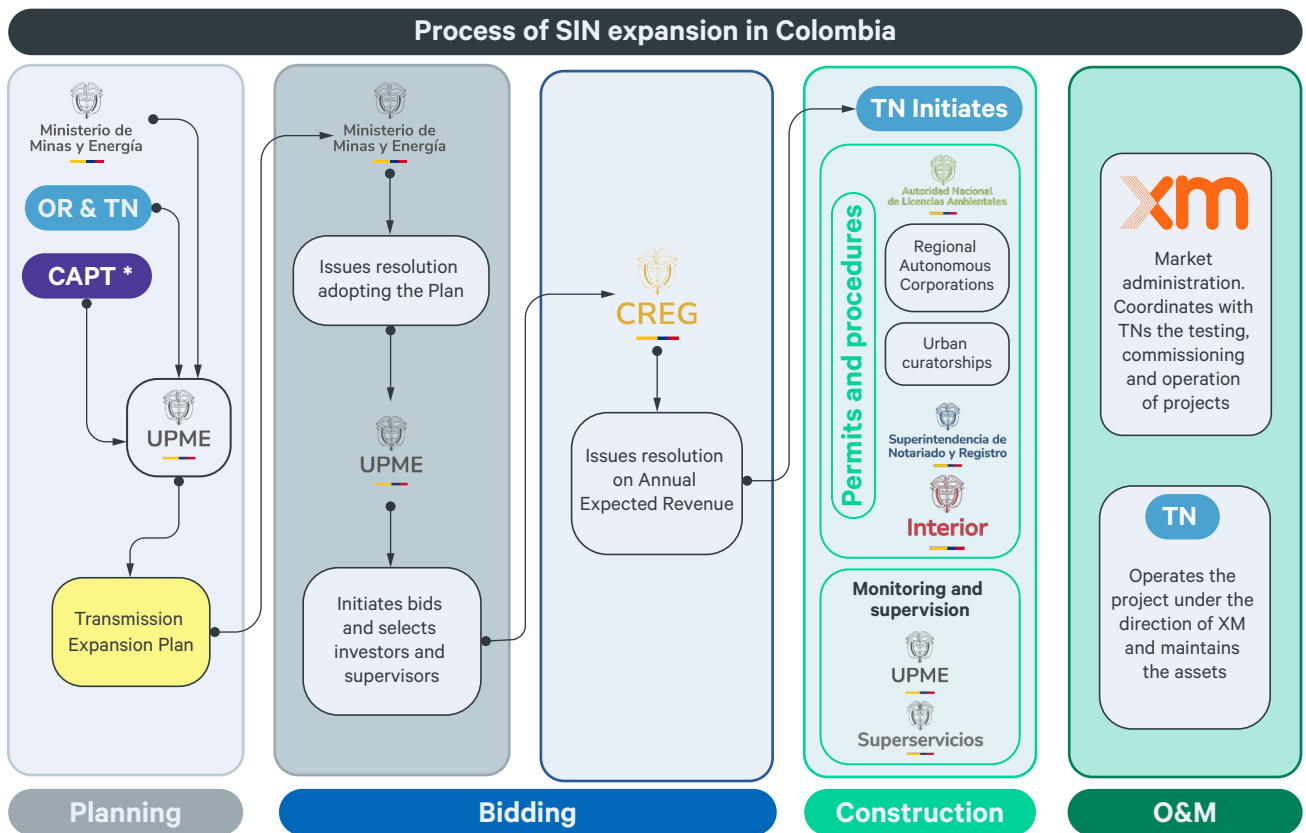 Process of SIN expansion in Colombia
Ministerio de
Minas y Energía
OR & TN
CAPT *
UPME
Transmission
Expansion Plan
Planning
Ministerio de
Minas y Energía
Issues resolution
adopting the Plan
UPME
Initiates bids
and selects
investors and
supervisors
CREG
Issues resolution
on Annual
Expected Revenue
Bidding
TN Initiates
Permits and procedures
Autoridad Nacional
de Licencias Ambientales
Regional
Autonomous
Corporations
Urban
curatorships
Superintendencia de
Notariado y Registro
Interior
Monitoring and
supervision
UPME
Superservicios
Construction
xm
Market
administration.
Coordinates with
TNs the testing,
commissioning
and operation
of projects
TN
Operates the
project under the
direction of XM
and maintains
the assets
O&M